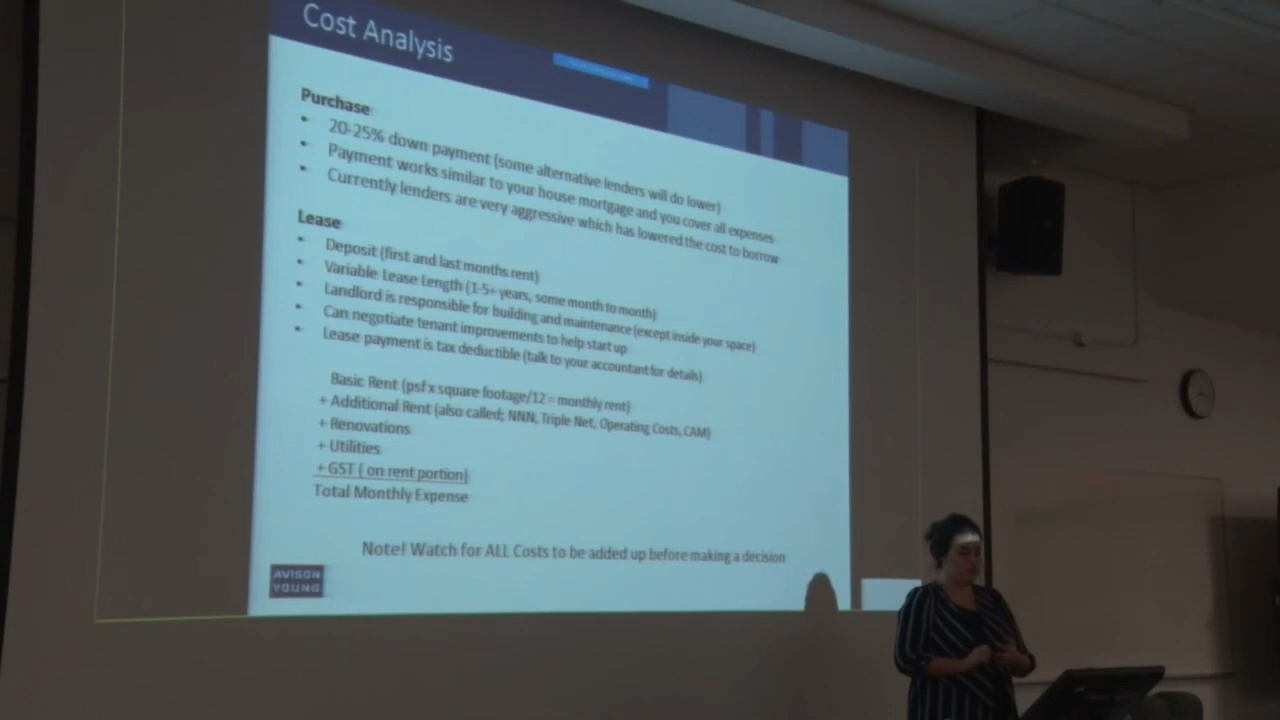 Cost Analysis
Purchase
• 20-25% down payment (some alternative lenders will do lower)
• Payment works similar to your house mortgage and you cover all expenses
• Currently lenders are very aggressive which has lowered the cost to borrow
Lease
• Deposit (first and last months rent)
• Variable Lease Length (1-5+ years, some month to month)
• Landlord is responsible for building and maintenance (except inside your space)
• Can negotiate tenant improvements to help start up
• Lease payment is tax deductible (talk to your accountant for details)
Basic Rent (psf x square footage/12 = monthly rent)
+ Additional Rent (also called; NNN, Triple Net, Operating Costs, CAM)
+ Renovations
+ Utilities
+ GST ( on rent portion)
Total Monthly Expense
Note! Watch for ALL Costs to be added up before making a decision
AVISON
YOUNG